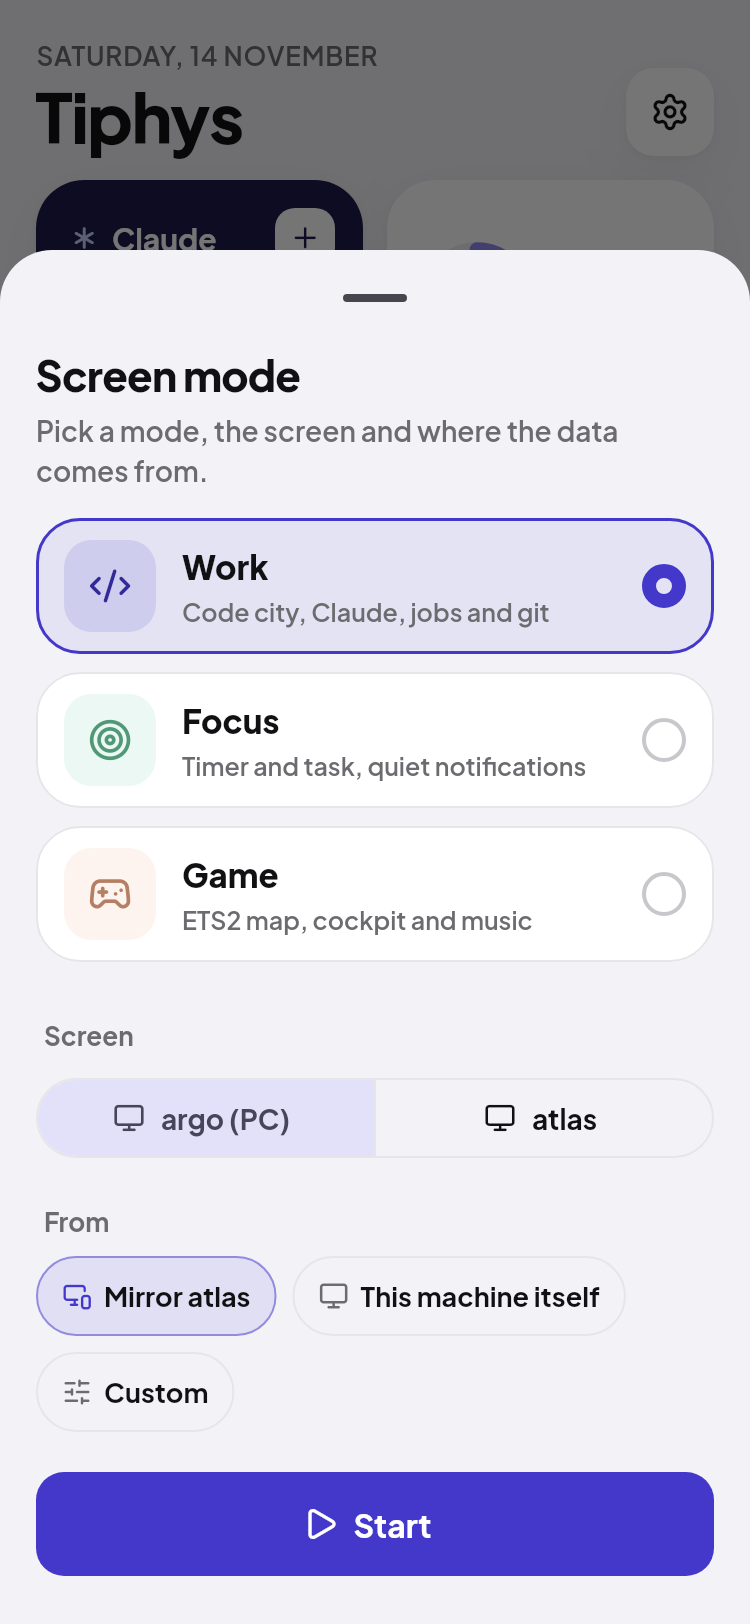 SATURDAY, 14 NOVEMBER
Tiphys
Claude
Screen mode
Pick a mode, the screen and where the data
comes from.
Work
Code city, Claude, jobs and git
Focus
Timer and task, quiet notifications
Game
ETS2 map, cockpit and music
Screen
argo (PC)
atlas
From
Mirror atlas
This machine itself
Custom
Start